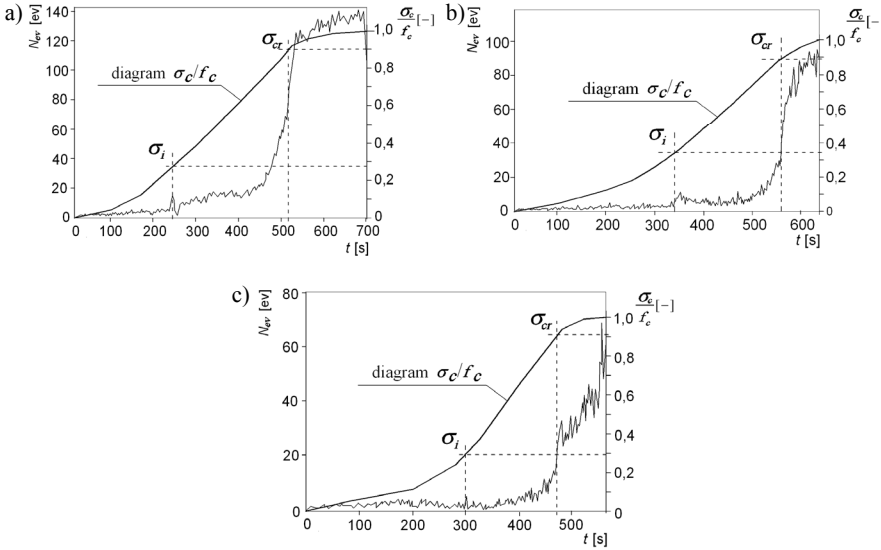 a)
N_ev [ev]
σ_c/f_c [–]
140
120
100
80
60
40
20
0
1,0
0,8
0,6
0,4
0,2
0
σ_cr
diagram σ_c/f_c
σ_i
0 100 200 300 400 500 600 700
t [s]
b)
N_ev [ev]
σ_c/f_c [–
100
80
60
40
20
0
1,0
0,8
0,6
0,4
0,2
0
σ_cr
diagram σ_c/f_c
σ_i
0 100 200 300 400 500 600
t [s]
c)
N_ev [ev]
σ_c/f_c [–]
80
60
40
20
0
1,0
0,8
0,6
0,4
0,2
0
σ_cr
diagram σ_c/f_c
σ_i
0 100 200 300 400 500
t [s]